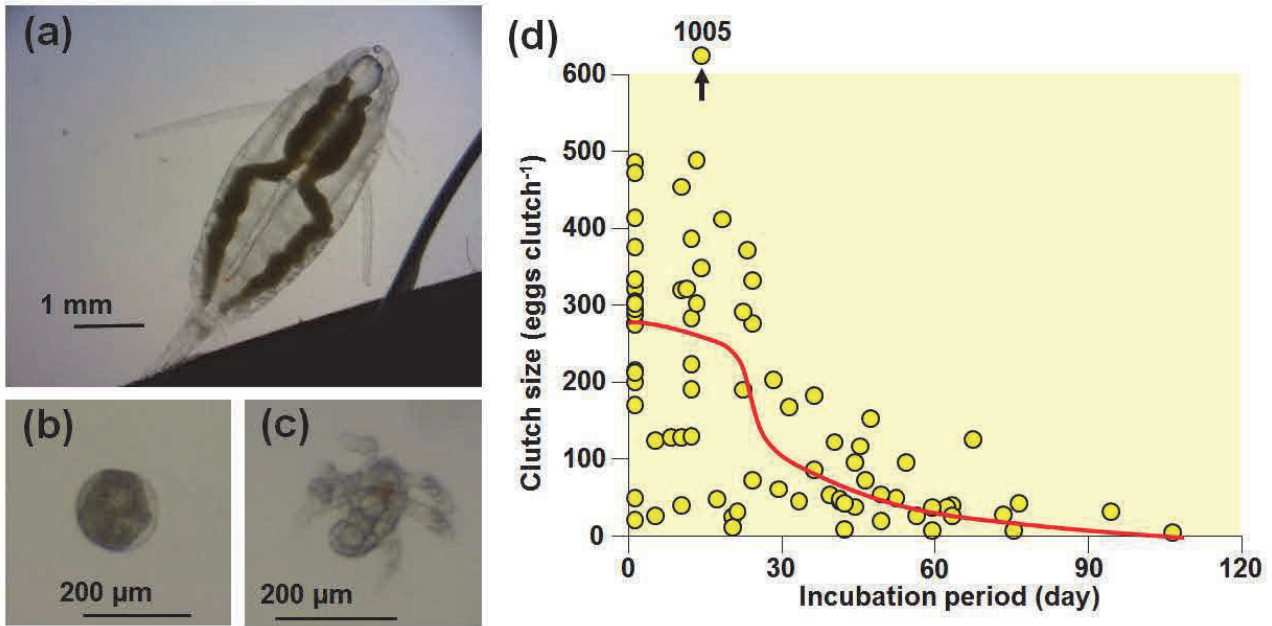 (a)
1 mm
(b)
200 µm
(c)
200 µm
(d)
1005
600
500
400
300
200
100
0
Clutch size (eggs clutch⁻¹)
0 30 60 90 120
Incubation period (day)